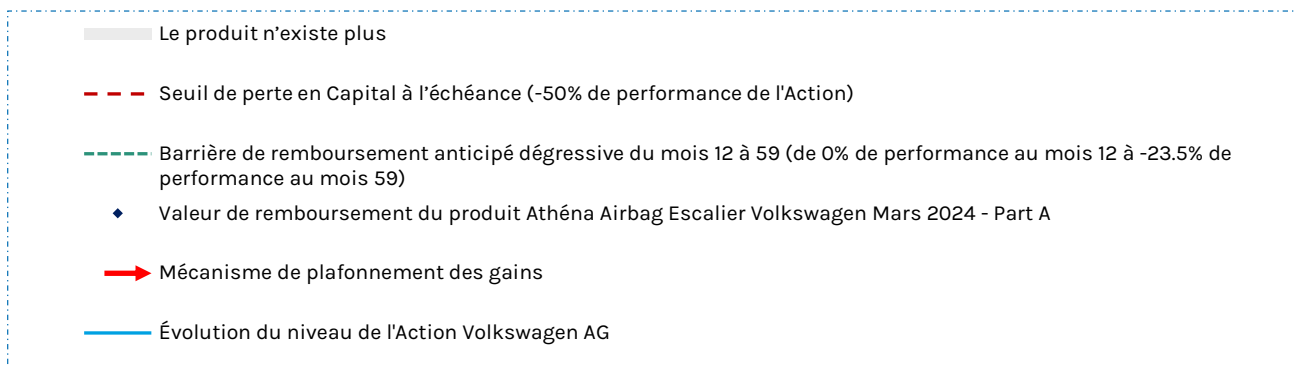 Le produit n’existe plus
Seuil de perte en Capital à l’échéance (-50% de performance de l'Action)
Barrière de remboursement anticipé dégressive du mois 12 à 59 (de 0% de performance au mois 12 à -23.5% de
performance au mois 59)
Valeur de remboursement du produit Athéna Airbag Escalier Volkswagen Mars 2024 - Part A
Mécanisme de plafonnement des gains
Évolution du niveau de l'Action Volkswagen AG